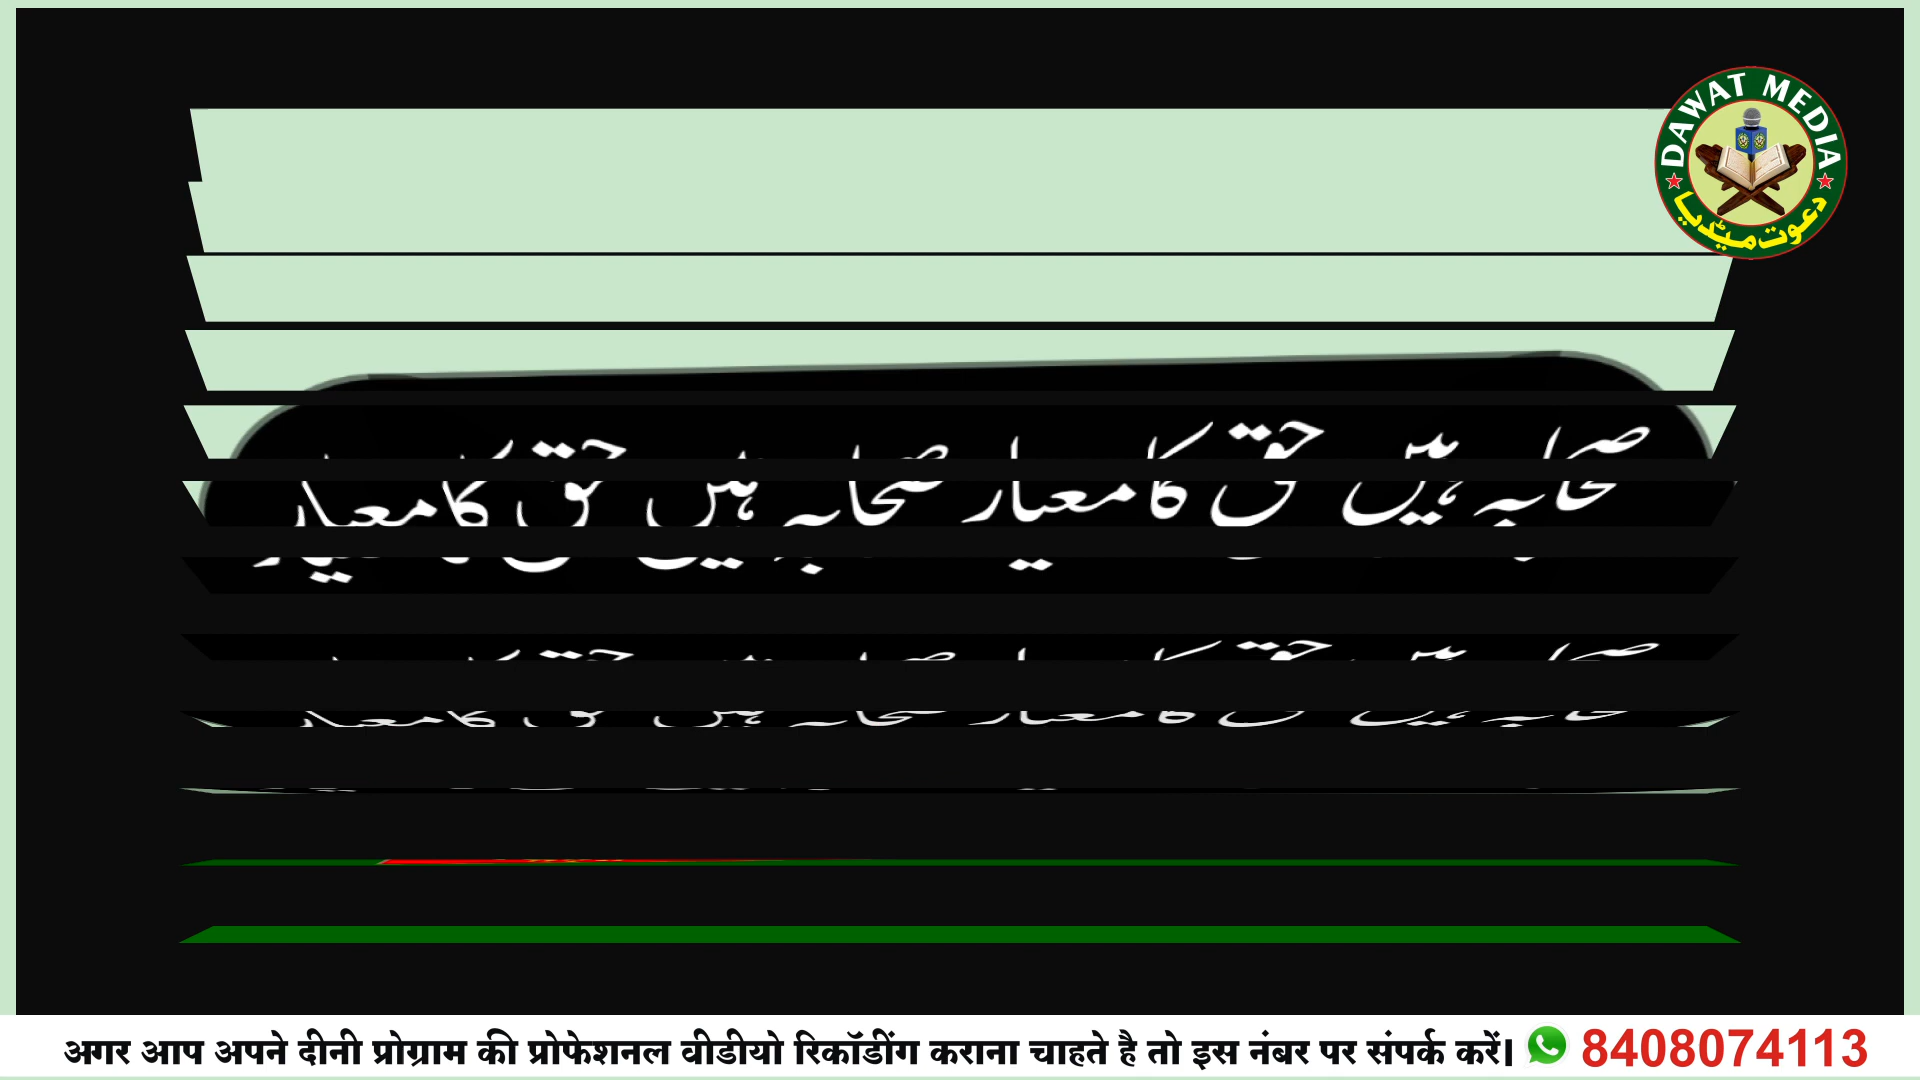 DAWAT MEDIA
دعوت میڈیا
صحابہ ہیں حق کا معیار صحابہ ہیں حق کا معیار
अगर आप अपने दीनी प्रोग्राम की प्रोफेशनल वीडीयो रिकॉडींग कराना चाहते है तो इस नंबर पर संपर्क करें। 8408074113